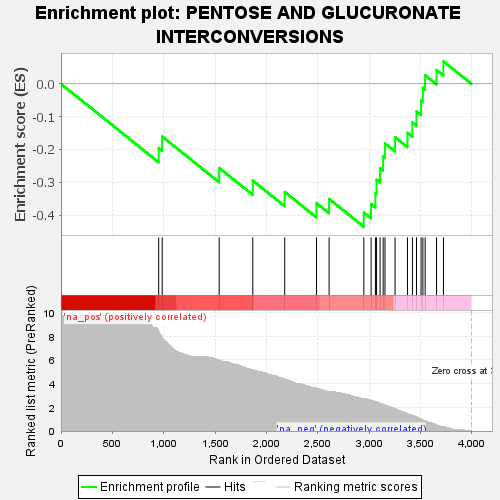 Enrichment plot: PENTOSE AND GLUCURONATE
INTERCONVERSIONS
Enrichment score (ES)
0.0
-0.1
-0.2
-0.3
-0.4
'na_pos' (positively correlated)
Ranked list metric (PreRanked)
10
8
6
4
2
0
Zero cross at 3
'na_neg' (negatively correlated)
0
500
1,000
1,500
2,000
2,500
3,000
3,500
4,000
Rank in Ordered Dataset
Enrichment profile
Hits
Ranking metric scores